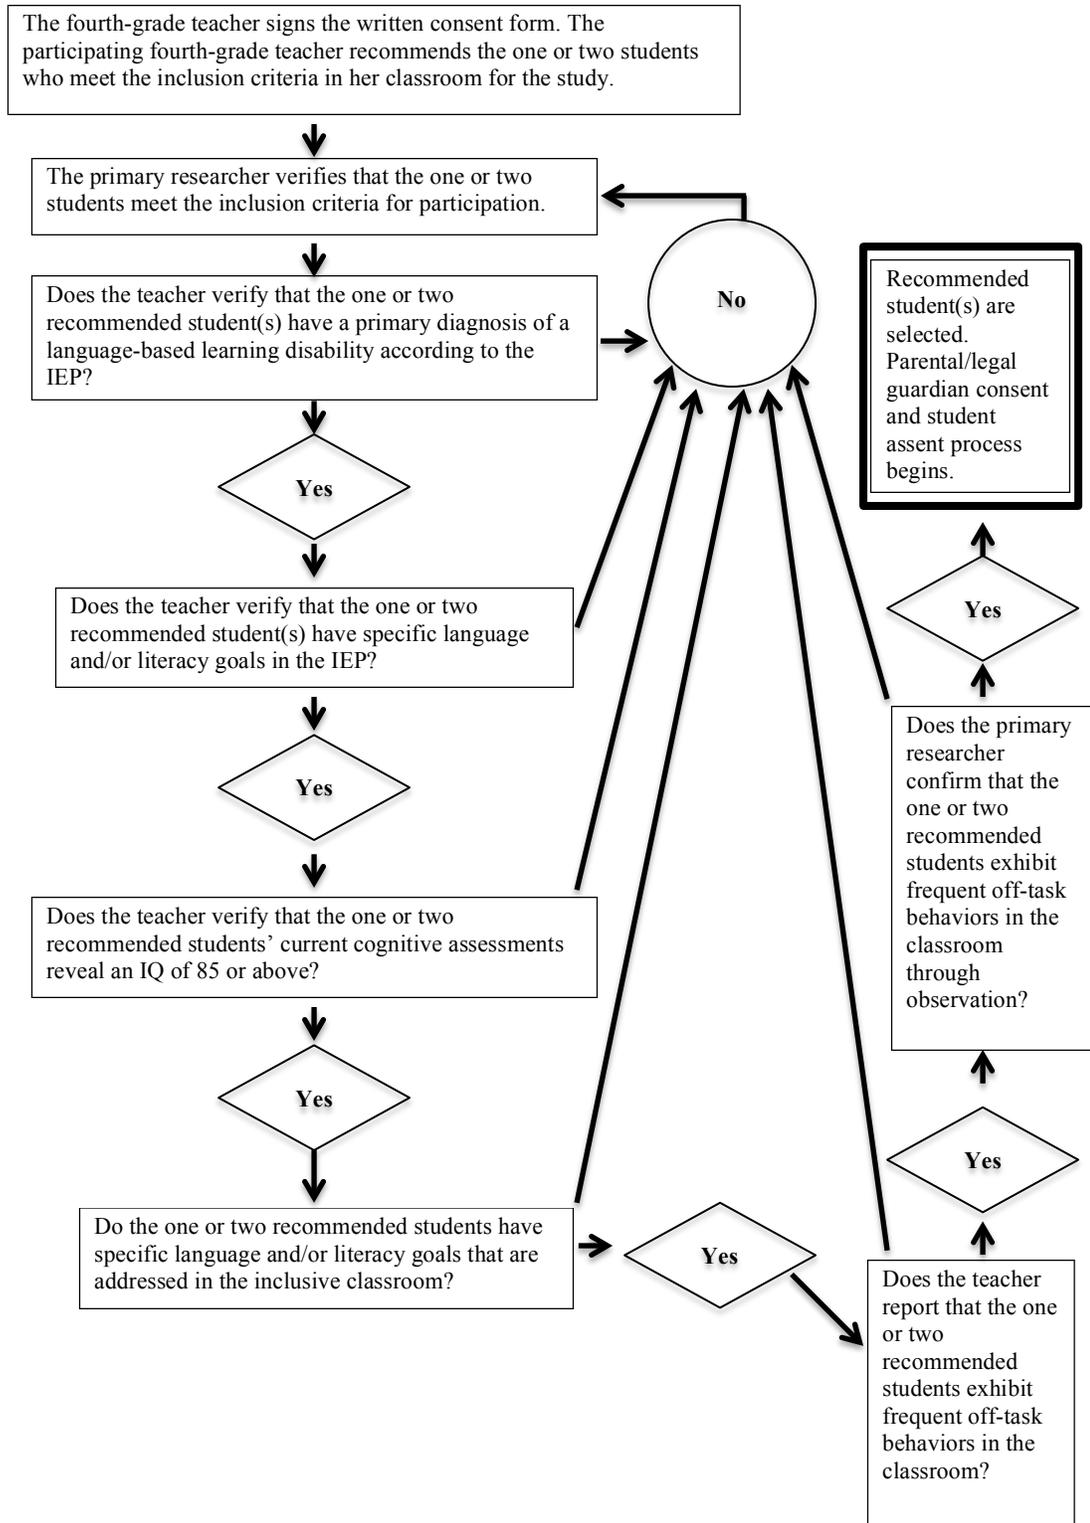 The fourth-grade teacher signs the written consent form. The
participating fourth-grade teacher recommends the one or two students
who meet the inclusion criteria in her classroom for the study.
The primary researcher verifies that the one or two
students meet the inclusion criteria for participation.
No
Does the teacher verify that the one or two
recommended student(s) have a primary diagnosis of a
language-based learning disability according to the
IEP?
Yes
Does the teacher verify that the one or two
recommended student(s) have specific language
and/or literacy goals in the IEP?
Yes
Does the teacher verify that the one or two
recommended students’ current cognitive assessments
reveal an IQ of 85 or above?
Yes
Do the one or two recommended students have
specific language and/or literacy goals that are
addressed in the inclusive classroom?
Yes
Does the teacher
report that the one
or two
recommended
students exhibit
frequent off-task
behaviors in the
classroom?
Yes
Does the primary
researcher
confirm that the
one or two
recommended
students exhibit
frequent off-task
behaviors in the
classroom
through
observation?
Yes
Recommended
student(s) are
selected.
Parental/legal
guardian consent
and student
assent process
begins.